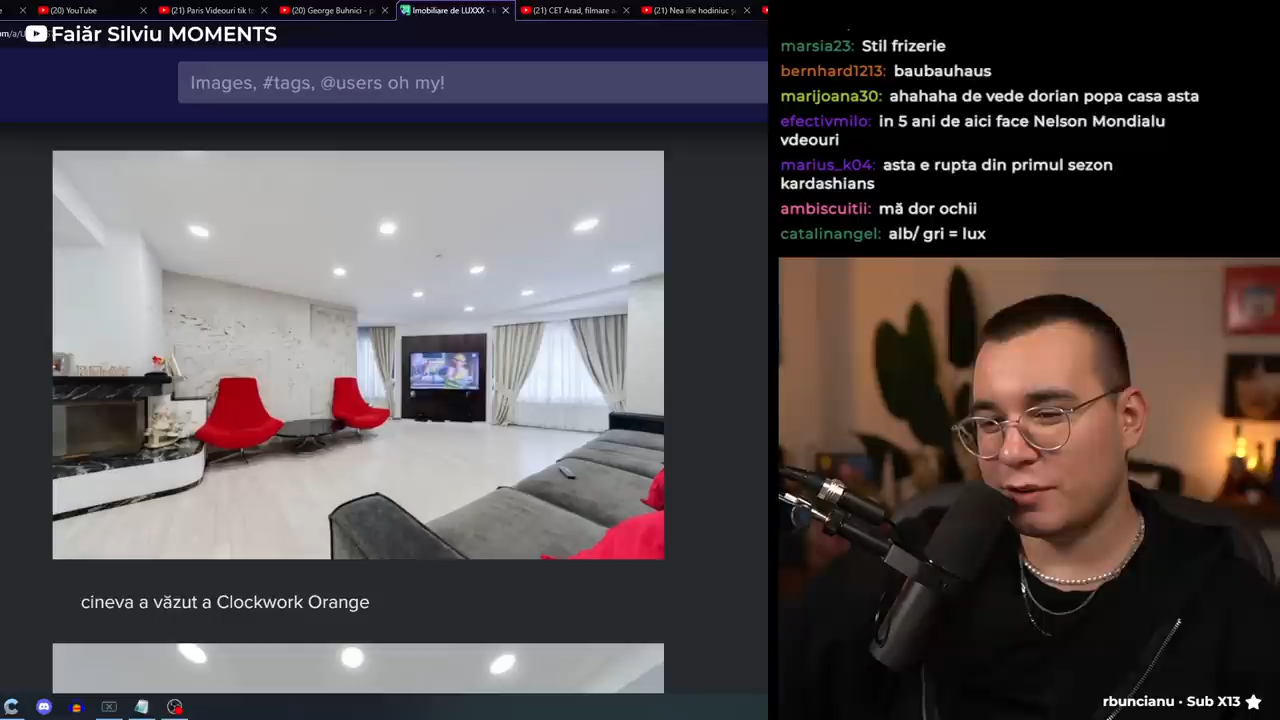 (20) YouTube
(21) Paris Videouri tik to
(20) George Buhnici - p
Imobiliare de LUXXX - I
(21) CET Arad, filmare a
(21) Nea ilie hodiniuc ș
Faiăr Silviu MOMENTS
Images, #tags, @users oh my!
cineva a văzut a Clockwork Orange
marsia23: Stil frizerie
bernhard1213: baubauhaus
marijoana30: ahahaha de vede dorian popa casa asta
efectivmilo: in 5 ani de aici face Nelson Mondialu
vdeouri
marius_k04: asta e rupta din primul sezon
kardashians
ambiscuitii: mă dor ochii
catalinangel: alb/ gri = lux
rbuncianu · Sub X13